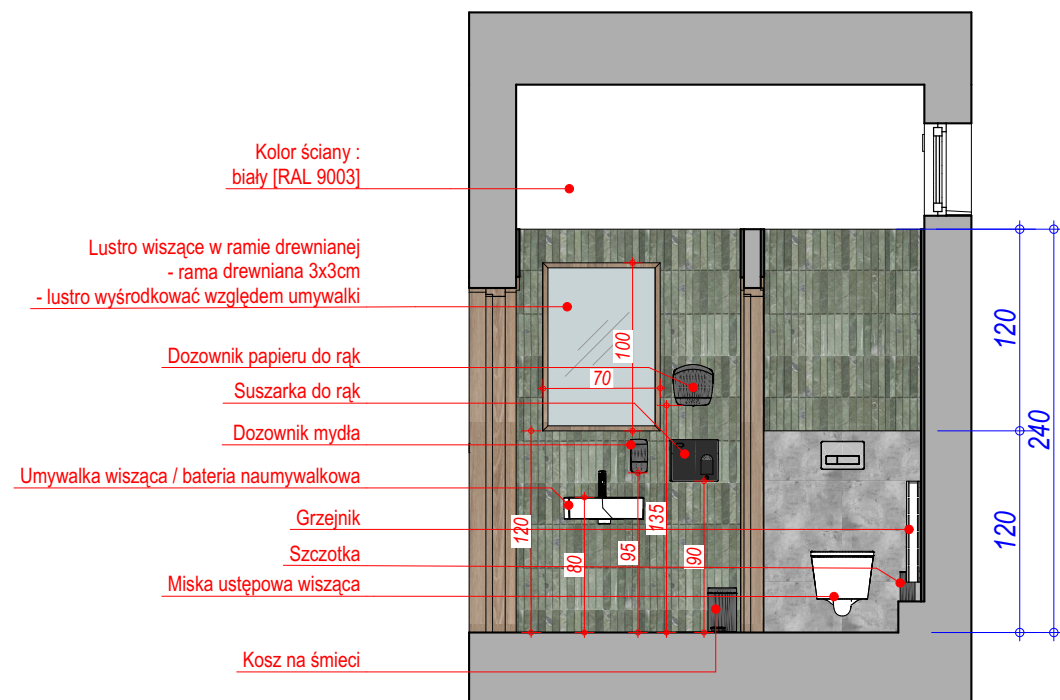 Kolor ściany :
biały [RAL 9003]
Lustro wiszące w ramie drewnianej
- rama drewniana 3x3cm
- lustro wyśrodkować względem umywalki
Dozownik papieru do rąk
Suszarka do rąk
Dozownik mydła
Umywalka wisząca / bateria naumywalkowa
Grzejnik
Szczotka
Miska ustępowa wisząca
Kosz na śmieci
100
70
120
80
95
135
90
120
240
120